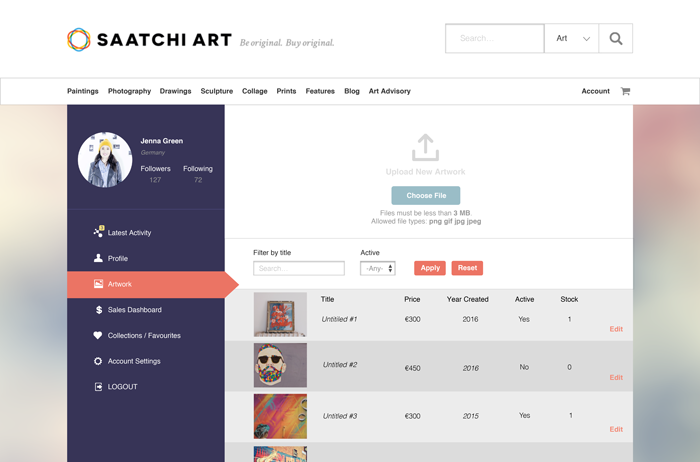 SAATCHI ART Be original. Buy original.
Search... Art
Paintings Photography Drawings Sculpture Collage Prints Features Blog Art Advisory Account
Jenna Green
Germany
Followers Following
127 72
Upload New Artwork
Choose File
Files must be less than 3 MB.
Allowed file types: png gif jpg jpeg
Latest Activity
Profile
Artwork
Sales Dashboard
Collections / Favourites
Account Settings
LOGOUT
Filter by title Active
Search... -Any- Apply Reset
Title Price Year Created Active Stock
Untitled #1 €300 2016 Yes 1
Edit
Untitled #2 €450 2016 No 0
Edit
Untitled #3 €300 2015 Yes 1
Edit